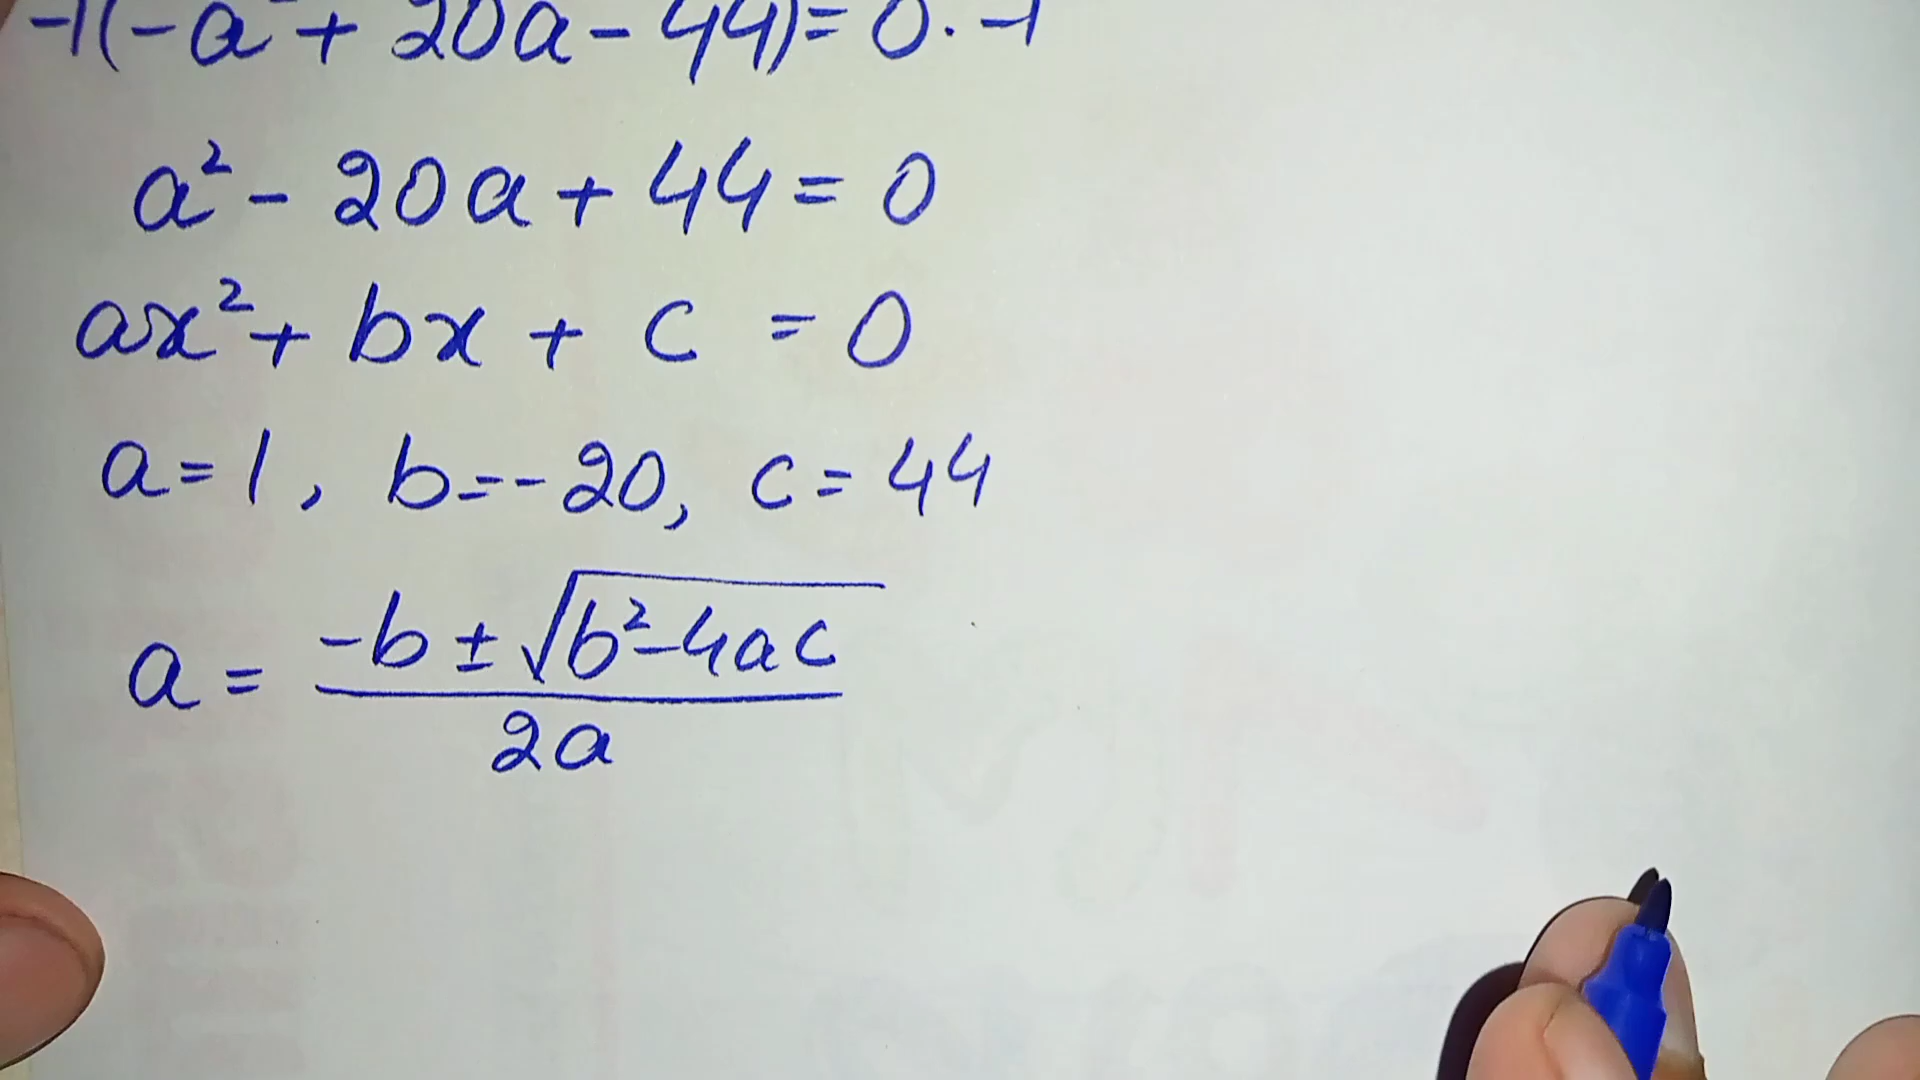 -1(-a² + 20a - 44) = 0 · -1
a² - 20a + 44 = 0
ax² + bx + c = 0
a = 1, b = -20, c = 44
a = -b ± √b² - 4ac
2a